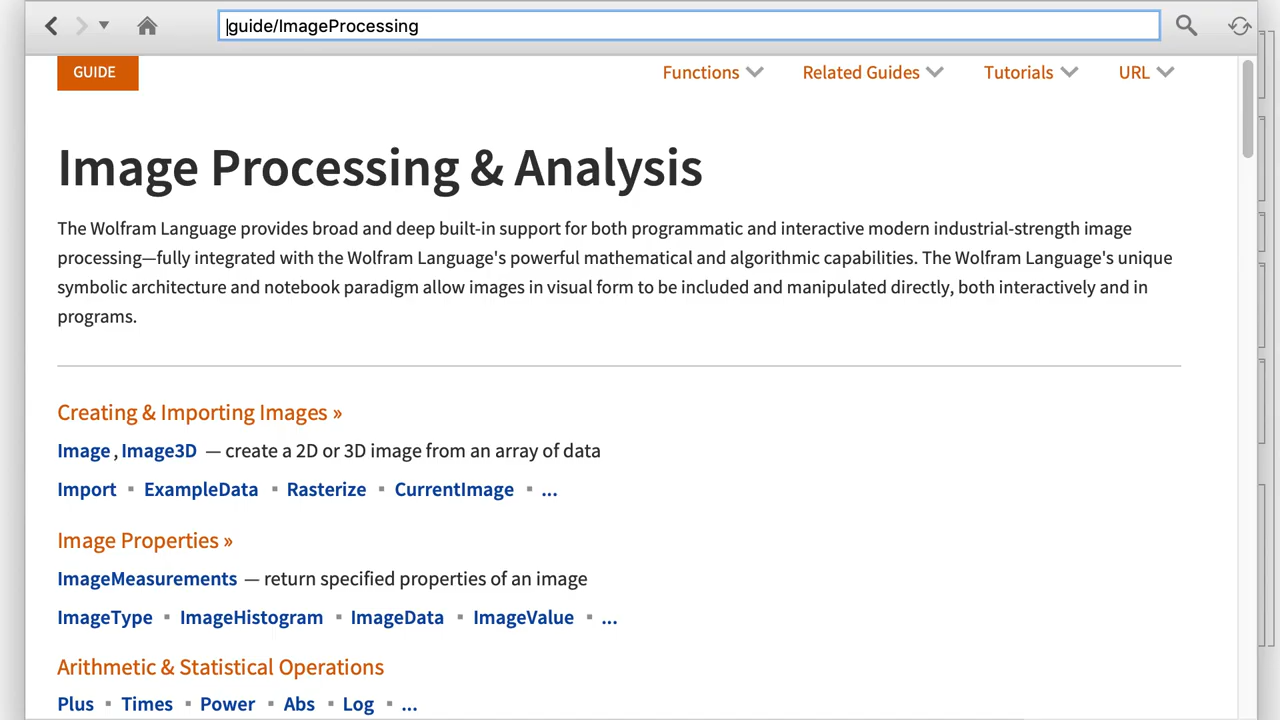 guide/ImageProcessing
GUIDE Functions Related Guides Tutorials URL
Image Processing & Analysis
The Wolfram Language provides broad and deep built-in support for both programmatic and interactive modern industrial-strength image
processing—fully integrated with the Wolfram Language's powerful mathematical and algorithmic capabilities. The Wolfram Language's unique
symbolic architecture and notebook paradigm allow images in visual form to be included and manipulated directly, both interactively and in
programs.
Creating & Importing Images »
Image , Image3D — create a 2D or 3D image from an array of data
Import ▪ ExampleData ▪ Rasterize ▪ CurrentImage ▪ ...
Image Properties »
ImageMeasurements — return specified properties of an image
ImageType ▪ ImageHistogram ▪ ImageData ▪ ImageValue ▪ ...
Arithmetic & Statistical Operations
Plus ▪ Times ▪ Power ▪ Abs ▪ Log ▪ ...